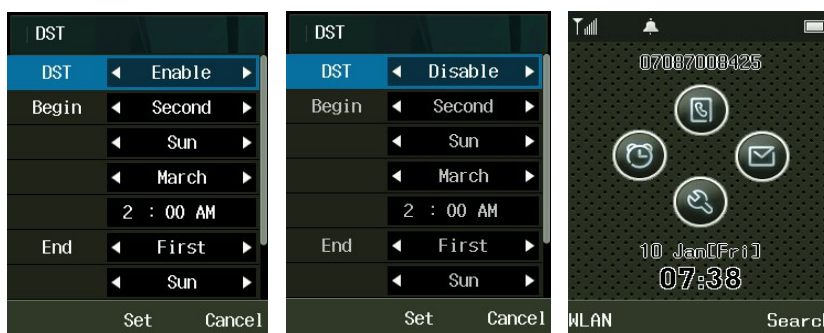 DST
DST Enable
Begin Second
Sun
March
2 : 00 AM
End First
Sun
Set Cancel
DST
DST Disable
Begin Second
Sun
March
2 : 00 AM
End First
Sun
Set Cancel
07087008425
10 Jan[Fri]
07:38
WLAN Search